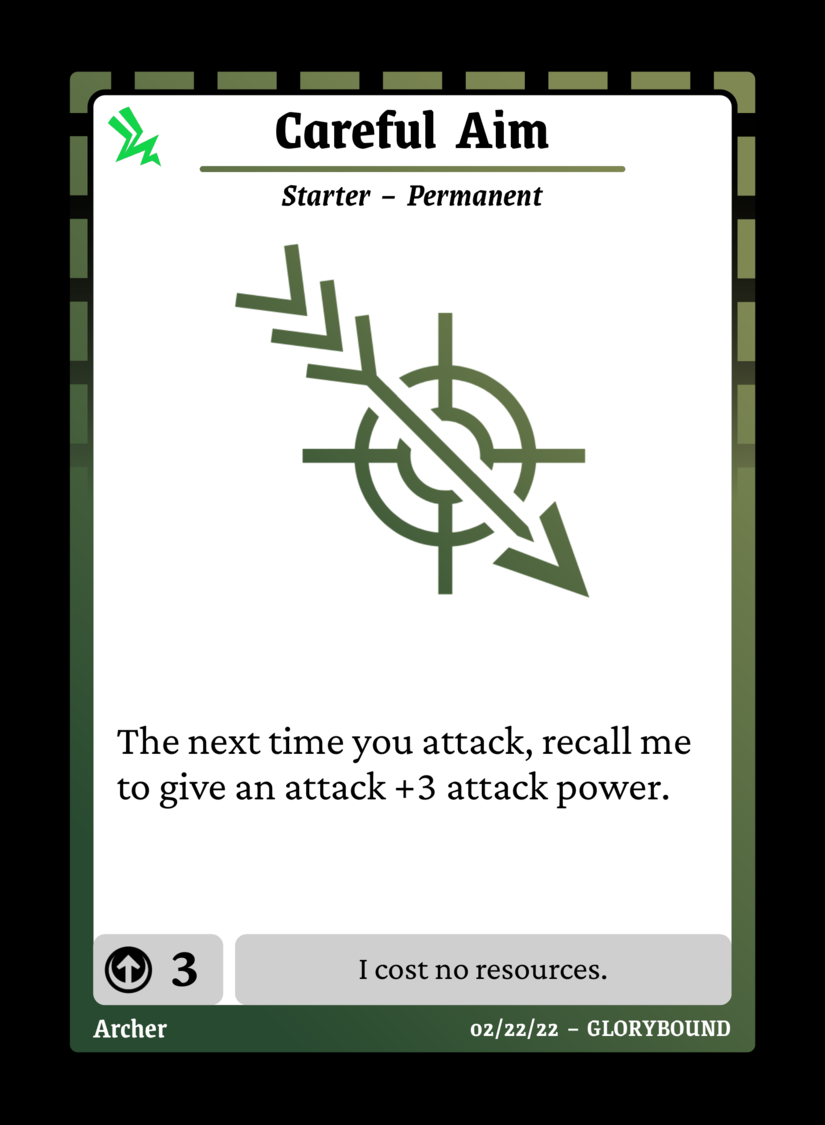 Careful Aim
Starter – Permanent
The next time you attack, recall me
to give an attack +3 attack power.
3
I cost no resources.
Archer
02/22/22 – GLORYBOUND